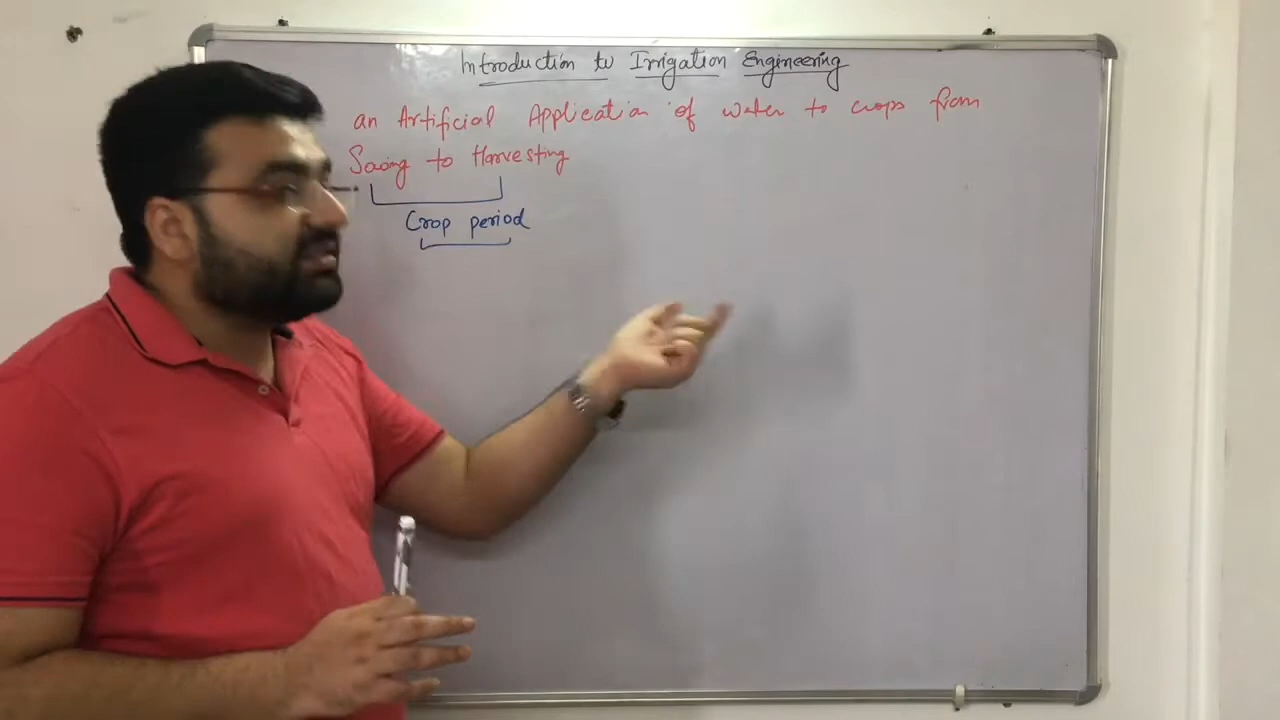 Introduction to Irrigation Engineering
an Artificial Application of water to crops from
Sowing to Harvesting
Crop period